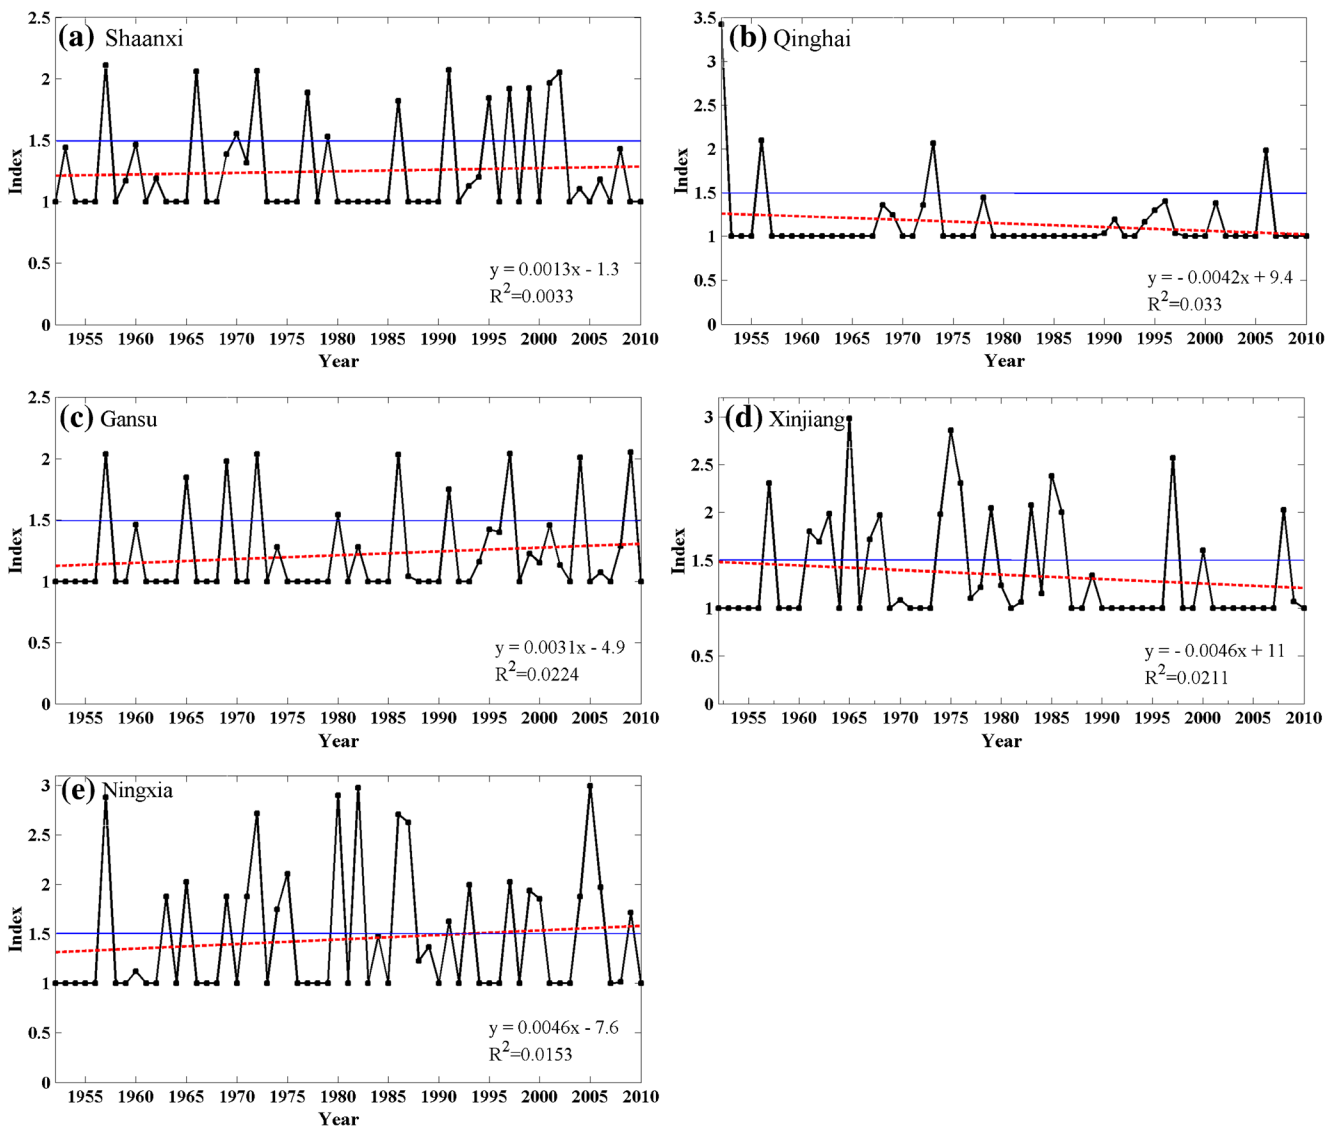 (a) Shaanxi
2.5
2
1.5
1
0.5
0
Index
y = 0.0013x - 1.3
R2=0.0033
1955 1960 1965 1970 1975 1980 1985 1990 1995 2000 2005 2010
Year
(b) Qinghai
3.5
3
2.5
2
1.5
1
0.5
0
Index
y = - 0.0042x + 9.4
R2=0.033
1955 1960 1965 1970 1975 1980 1985 1990 1995 2000 2005 2010
Year
(c) Gansu
2.5
2
1.5
1
0.5
0
Index
y = 0.0031x - 4.9
R2=0.0224
1955 1960 1965 1970 1975 1980 1985 1990 1995 2000 2005 2010
Year
(d) Xinjiang
3
2.5
2
1.5
1
0.5
0
Index
y = - 0.0046x + 11
R2=0.0211
1955 1960 1965 1970 1975 1980 1985 1990 1995 2000 2005 2010
Year
(e) Ningxia
3
2.5
2
1.5
1
0.5
0
Index
y = 0.0046x - 7.6
R2=0.0153
1955 1960 1965 1970 1975 1980 1985 1990 1995 2000 2005 2010
Year